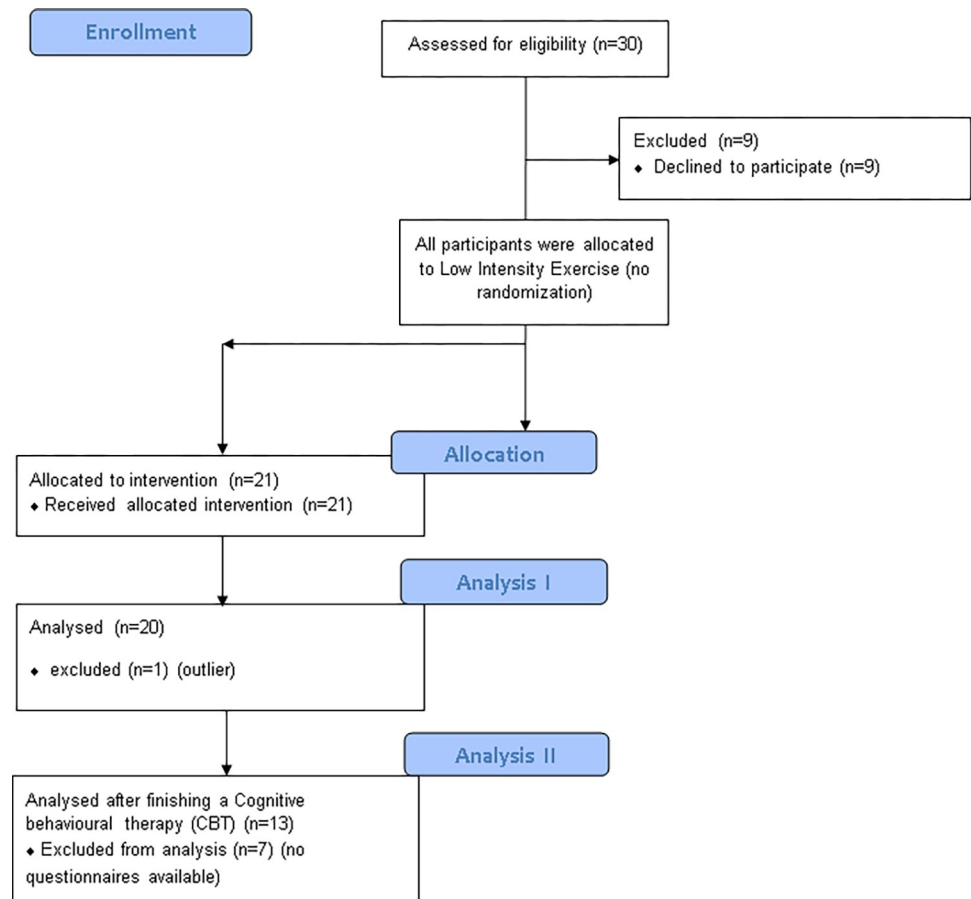 Enrollment
Assessed for eligibility (n=30)
Excluded (n=9)
⬥ Declined to participate (n=9)
All participants were allocated
to Low Intensity Exercise (no
randomization)
Allocation
Allocated to intervention (n=21)
⬥ Received allocated intervention (n=21)
Analysis I
Analysed (n=20)
⬥ excluded (n=1) (outlier)
Analysis II
Analysed after finishing a Cognitive
behavioural therapy (CBT) (n=13)
⬥ Excluded from analysis (n=7) (no
questionnaires available)